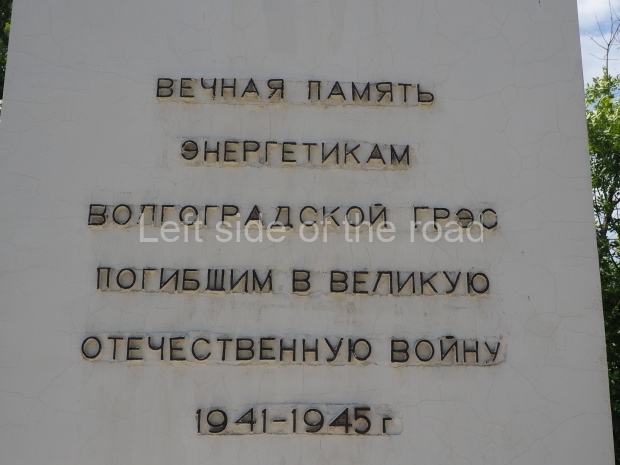 ВЕЧНАЯ ПАМЯТЬ
ЭНЕРГЕТИКАМ
ВОЛГОГРАДСКОЙ ГРЭС
Left side of the road
ПОГИБШИМ В ВЕЛИКУЮ
ОТЕЧЕСТВЕННУЮ ВОЙНУ
1941-1945 г